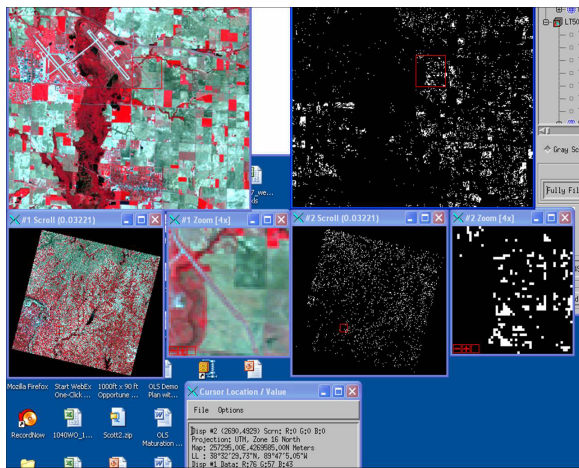 LT50
Gray Sc
7_we...
ds
Fully Fil
#1 Scroll (0.03221)
#1 Zoom [4x]
#2 Scroll (0.03221)
#2 Zoom [4x]
Mozilla Firefox
Start WebEx
One-Click ...
1000ft x 90 ft
Opportune ...
OLS Demo
Plan wit...
RecordNow
1040WO_1...
Scott2.zip
OLS
Maturation ...
Cursor Location / Value
File Options
Disp #2 (2690,4929) Scrn: R:0 G:0 B:0
Projection: UTM, Zone 16 North
Map: 257295.00E,4269585.00N Meters
LL : 38°32'29.73"N, 89°47'5.05"W
Disp #1 Data: R:76 G:57 B:43